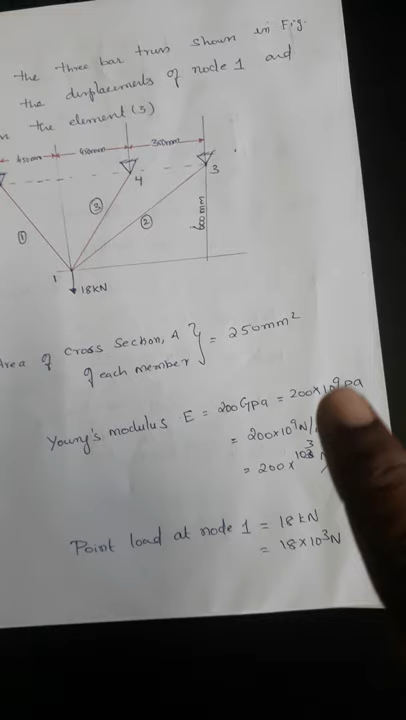 the three bar truss shown in Fig.
the displacements of node 1 and
the element (3)
450mm 300mm
4
3
③
②
①
600mm
1
18KN
Area of Cross Section, A } = 250mm²
of each member
Young's modulus E = 200Gpa = 200×10⁹pa
= 200×10⁹N/
= 200×10³
Point load at node 1 = 18 kN
= 18×10³N